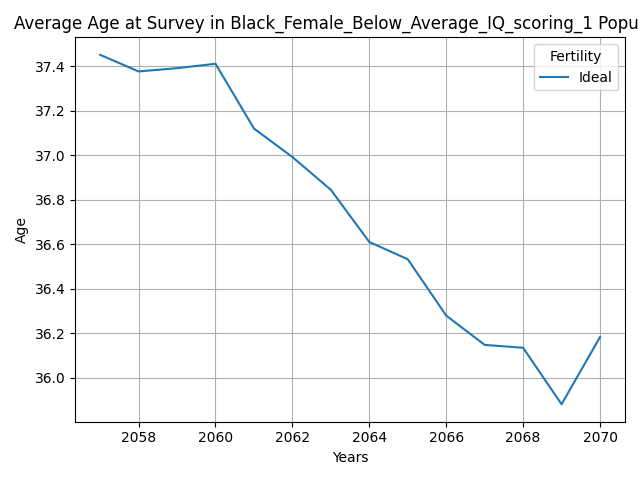 Average Age at Survey in Black_Female_Below_Average_IQ_scoring_1 Popu
Fertility
Ideal
37.4
37.2
37.0
36.8
36.6
36.4
36.2
36.0
Age
2058 2060 2062 2064 2066 2068 2070
Years